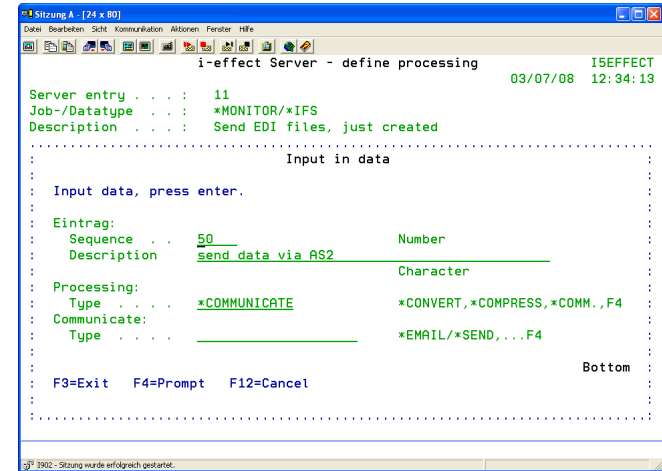 Sitzung A - [24 x 80]
Datei Bearbeiten Sicht Kommunikation Aktionen Fenster Hilfe
i-effect Server - define processing I5EFFECT
03/07/08 12:34:13
Server entry . . . : 11
Job-/Datatype . . : *MONITOR/*IFS
Description . . . : Send EDI files, just created
Input in data
Input data, press enter.
Eintrag:
Sequence . . 50 Number
Description send data via AS2
Character
Processing:
Type . . . . *COMMUNICATE *CONVERT,*COMPRESS,*COMM.,F4
Communicate:
Type . . . . *EMAIL/*SEND,...F4
Bottom
F3=Exit F4=Prompt F12=Cancel
I902 - Sitzung wurde erfolgreich gestartet.